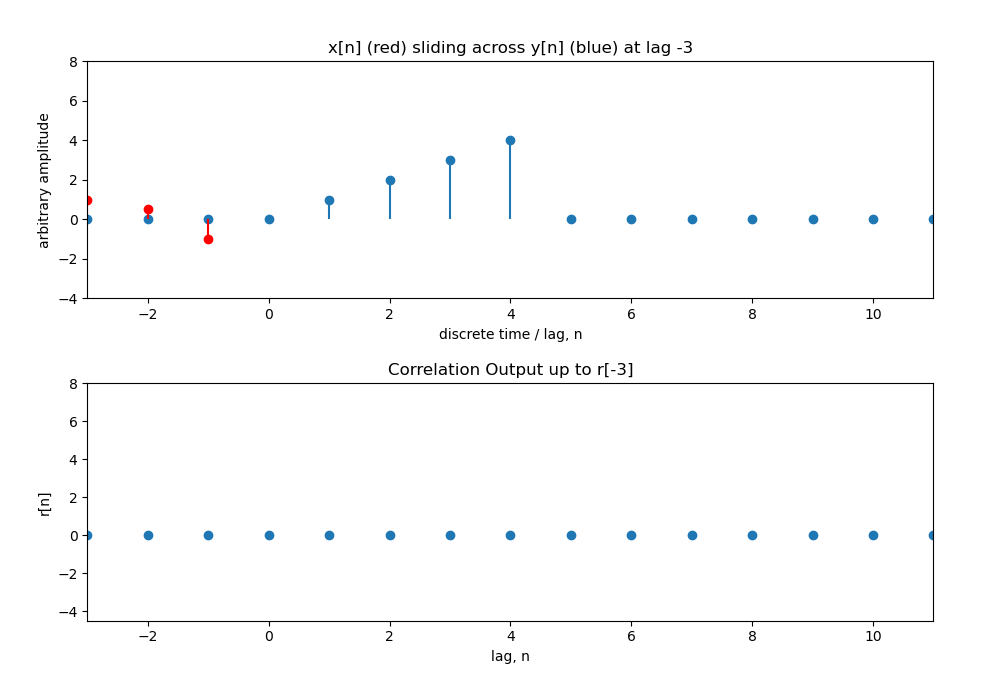 x[n] (red) sliding across y[n] (blue) at lag -3
8
6
4
2
0
−2
−4
arbitrary amplitude
−2 0 2 4 6 8 10
discrete time / lag, n
Correlation Output up to r[-3]
8
6
4
2
0
−2
−4
r[n]
−2 0 2 4 6 8 10
lag, n